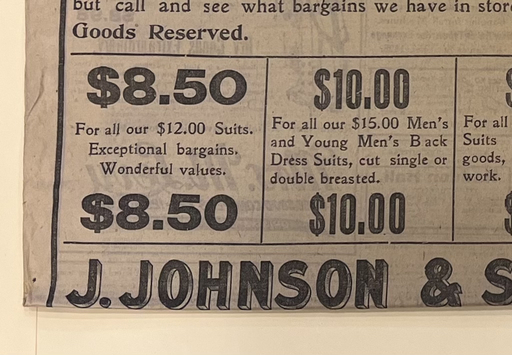 but call and see what bargains we have in
Goods Reserved.
$8.50
For all our $12.00 Suits.
Exceptional bargains.
Wonderful values.
$8.50
$10.00
For all our $15.00 Men's
and Young Men's B ack
Dress Suits, cut single or
double breasted.
$10.00
For all
Suits
goods,
work.
J. JOHNSON & S